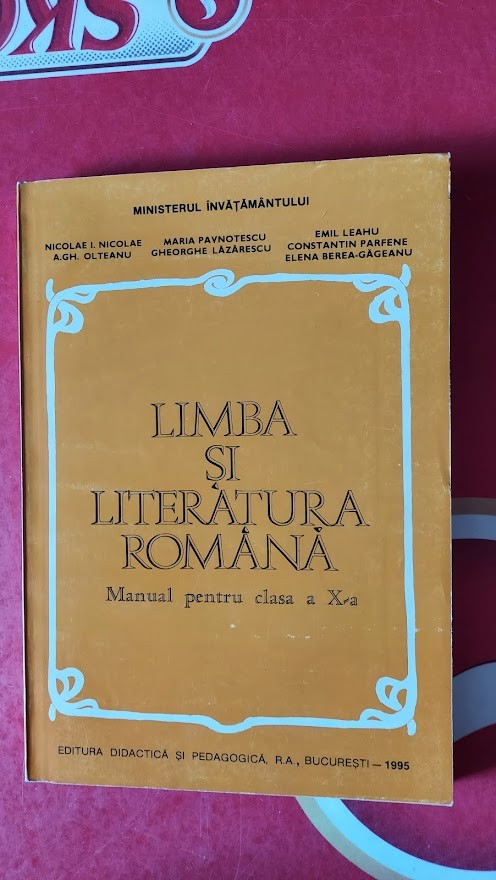 MINISTERUL ÎNVĂȚĂMÂNTULUI
NICOLAE I. NICOLAE
A.GH. OLTEANU
MARIA PAVNOTESCU
GHEORGHE LĂZĂRESCU
EMIL LEAHU
CONSTANTIN PARFENE
ELENA BEREA-GĂGEANU
LIMBA
ȘI
LITERATURA
ROMÂNĂ
Manual pentru clasa a X-a
EDITURA DIDACTICĂ ȘI PEDAGOGICĂ, R.A., BUCUREȘTI — 1995